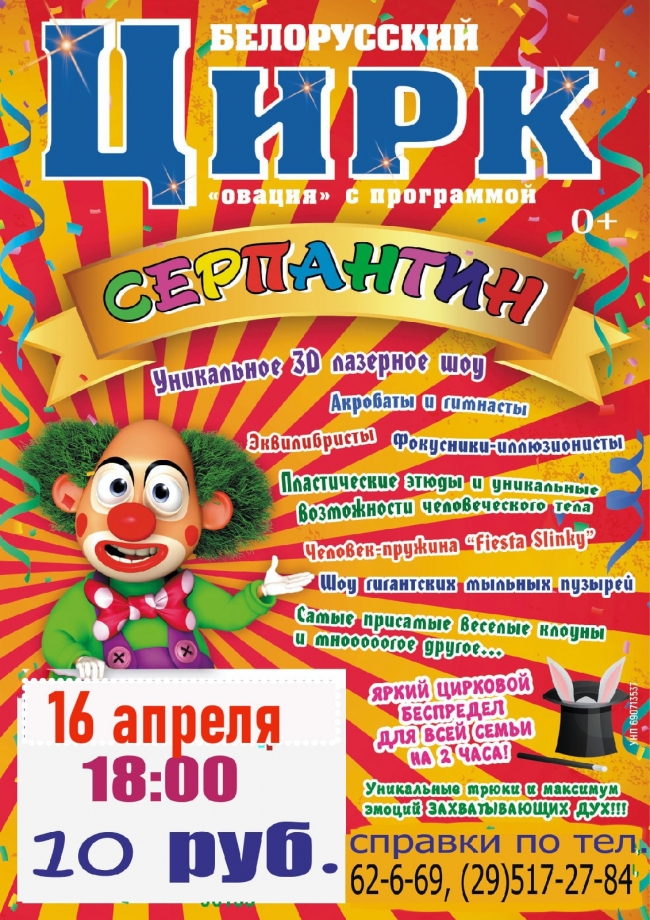 БЕЛОРУССКИЙ
ЦИРК
«овация» с программой
0+
СЕРПАНТИН
Уникальное 3D лазерное шоу
Акробаты и гимнасты
Эквилибристы Фокусники-иллюзионисты
Пластические этюды и уникальные
возможности человеческого тела
Человек-пружина "Fiesta Slinky"
Шоу гигантских мыльных пузырей
Самые присамые веселые клоуны
и мнооооогое другое...
ЯРКИЙ ЦИРКОВОЙ
БЕСПРЕДЕЛ
ДЛЯ ВСЕЙ СЕМЬИ
НА 2 ЧАСА!
УНП 690713537
Уникальные трюки и максимум
эмоций ЗАХВАТЫВАЮЩИХ ДУХ!!!
16 апреля
18:00
10 руб.
справки по тел.
62-6-69, (29)517-27-84